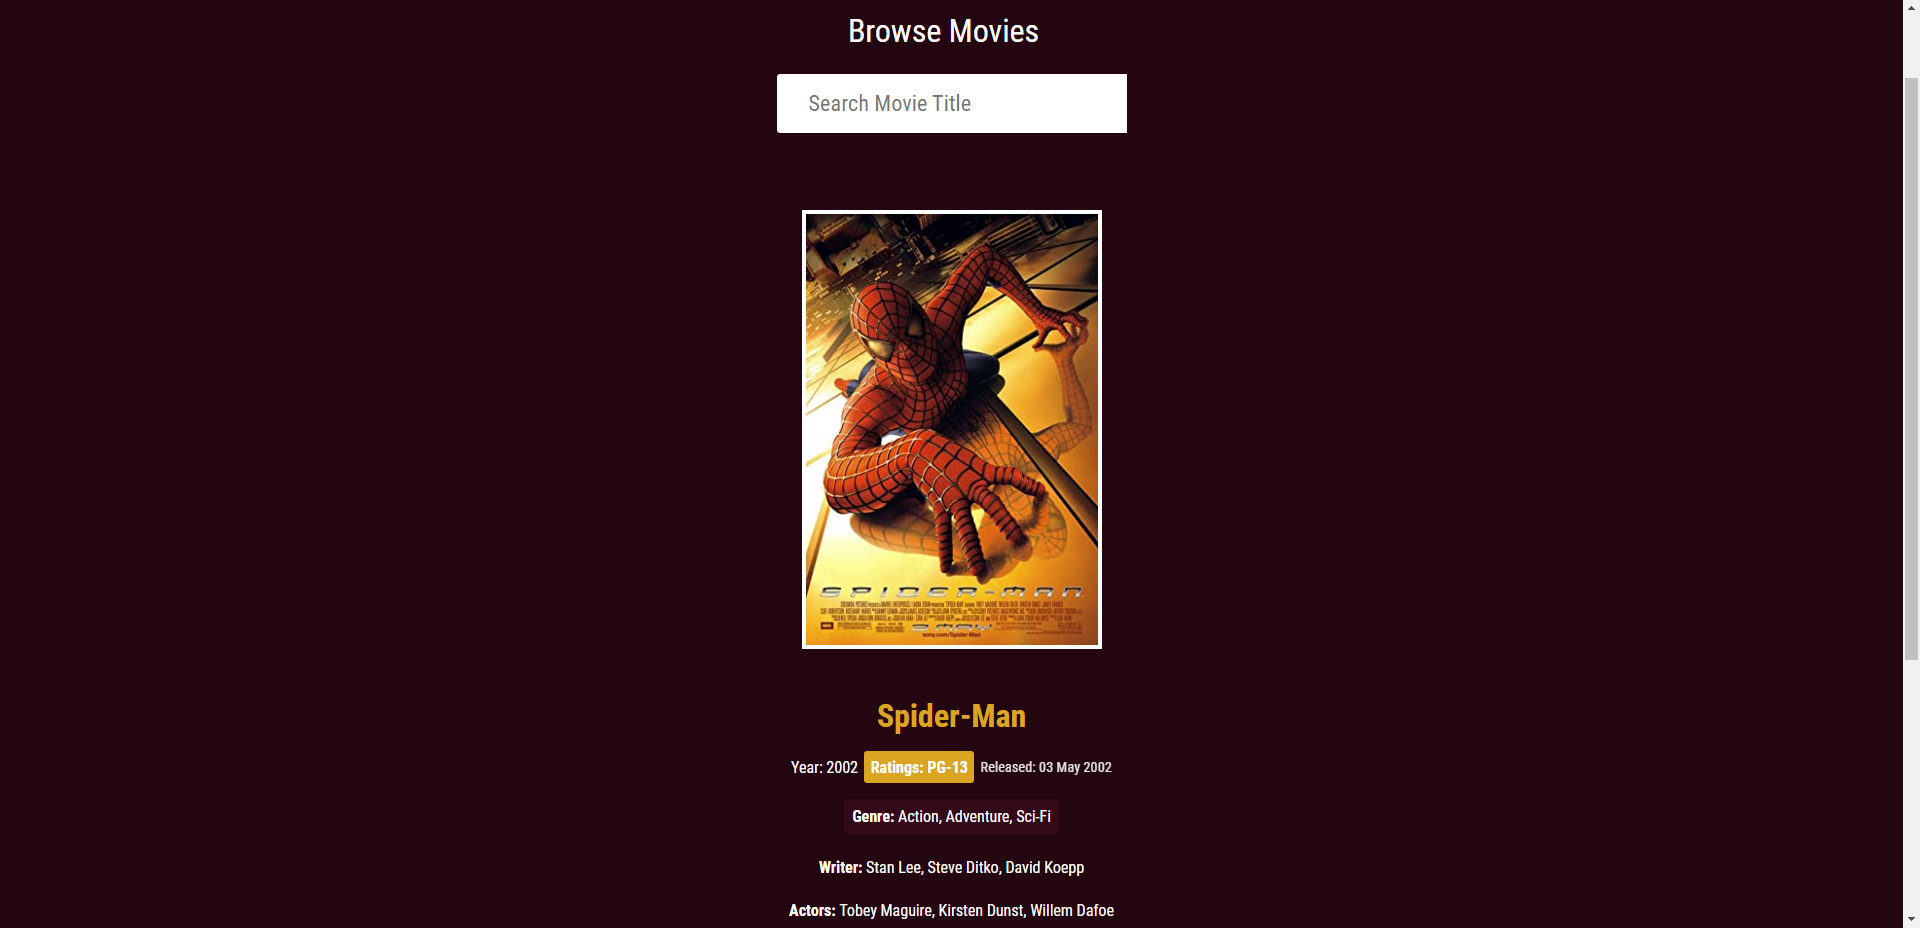 Browse Movies
Search Movie Title
SPIDER-MAN
2 MAY
sony.com/Spider-Man
Spider-Man
Year: 2002 Ratings: PG-13 Released: 03 May 2002
Genre: Action, Adventure, Sci-Fi
Writer: Stan Lee, Steve Ditko, David Koepp
Actors: Tobey Maguire, Kirsten Dunst, Willem Dafoe